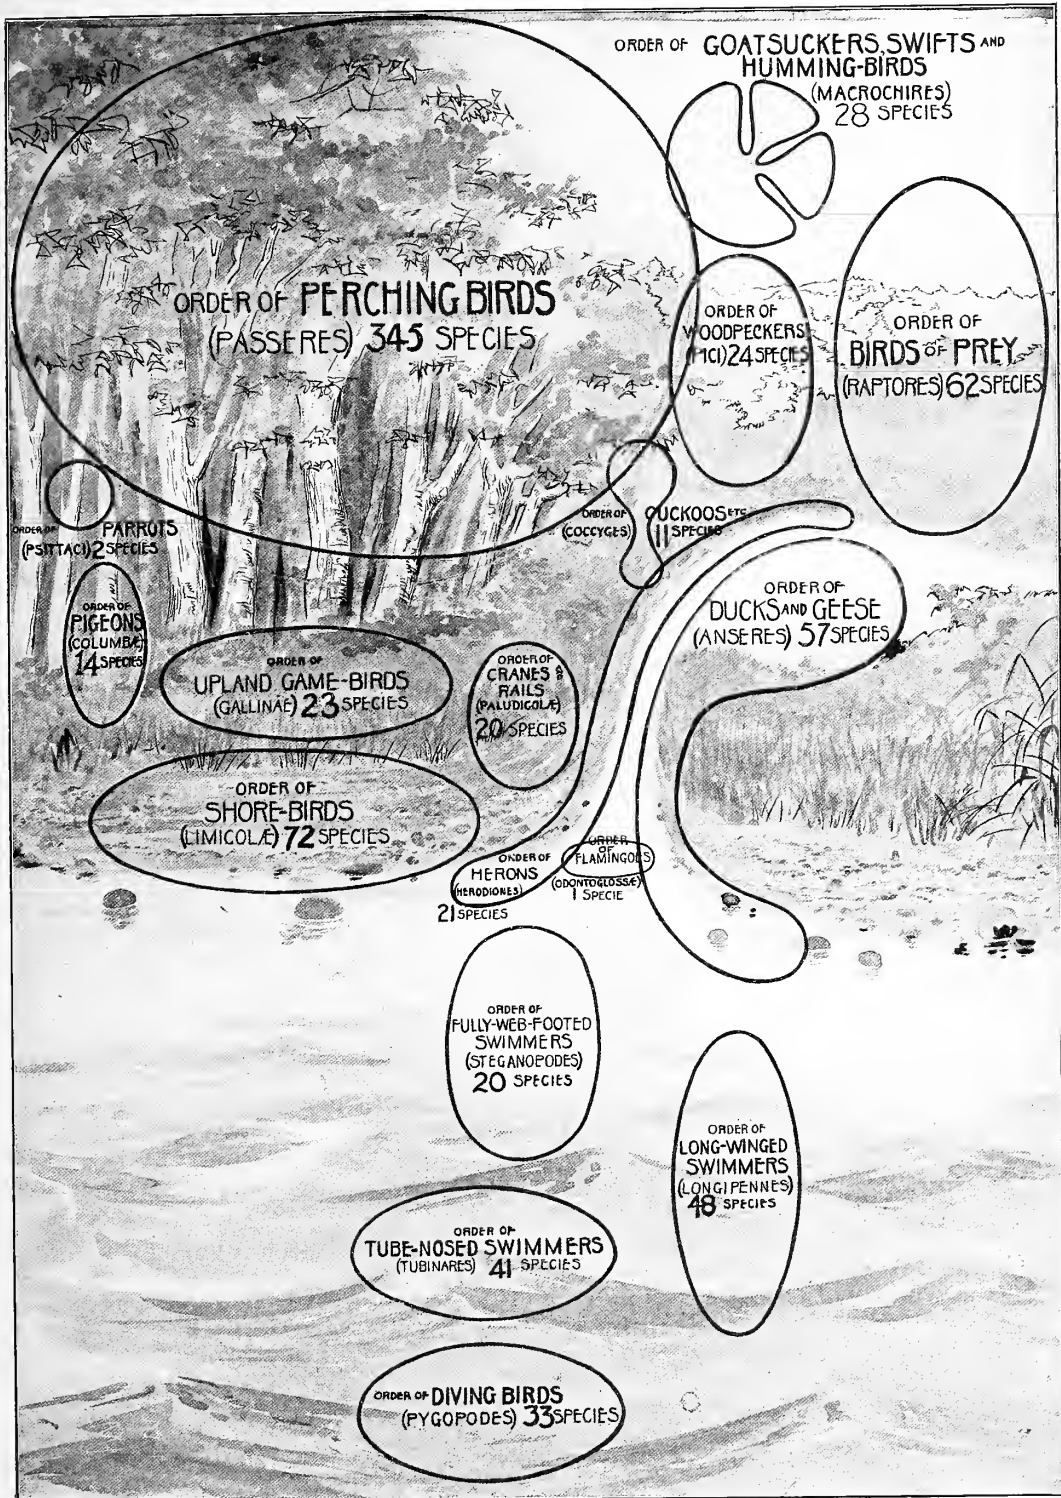 ORDER OF GOATSUCKERS, SWIFTS AND
HUMMING-BIRDS
(MACROCHIRES)
28 SPECIES
ORDER OF PERCHING BIRDS
(PASSERES) 345 SPECIES
ORDER OF
WOODPECKERS
(PICI) 24 SPECIES
ORDER OF
BIRDS OF PREY
(RAPTORES) 62 SPECIES
ORDER OF PARROTS
(PSITTACI) 2 SPECIES
ORDER OF CUCKOOS ETC
(COCCYGES) 11 SPECIES
ORDER OF
PIGEONS
(COLUMBÆ)
14 SPECIES
ORDER OF
UPLAND GAME-BIRDS
(GALLINAE) 23 SPECIES
ORDER OF
CRANES &
RAILS
(PALUDICOLÆ)
20 SPECIES
ORDER OF
DUCKS AND GEESE
(ANSERES) 57 SPECIES
ORDER OF
SHORE-BIRDS
(LIMICOLÆ) 72 SPECIES
ORDER OF
HERONS
(HERODIONES)
21 SPECIES
ORDER
OF
FLAMINGOES
(ODONTOGLOSSÆ)
1 SPECIE
ORDER OF
FULLY-WEB-FOOTED
SWIMMERS
(STEGANOPODES)
20 SPECIES
ORDER OF
LONG-WINGED
SWIMMERS
(LONGIPENNES)
48 SPECIES
ORDER OF
TUBE-NOSED SWIMMERS
(TUBINARES) 41 SPECIES
ORDER OF DIVING BIRDS
(PYGOPODES) 33 SPECIES